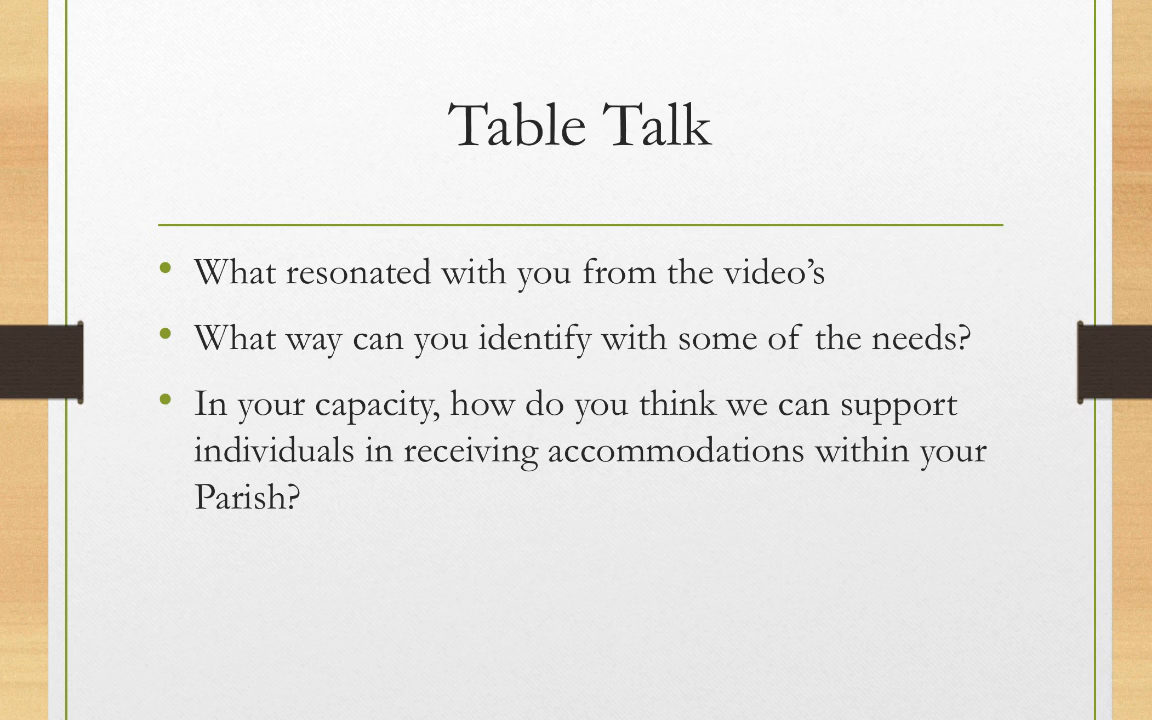 Table Talk
• What resonated with you from the video’s
• What way can you identify with some of the needs?
• In your capacity, how do you think we can support
individuals in receiving accommodations within your
Parish?